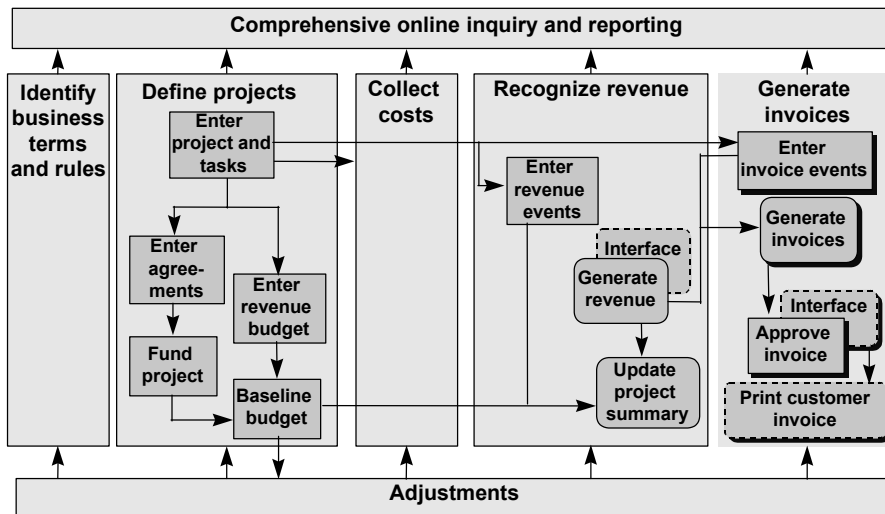 Comprehensive online inquiry and reporting
Identify
business
terms
and rules
Define projects
Enter
project and
tasks
Enter
agree-
ments
Enter
revenue
budget
Fund
project
Baseline
budget
Collect
costs
Recognize revenue
Enter
revenue
events
Interface
Generate
revenue
Update
project
summary
Generate
invoices
Enter
invoice events
Generate
invoices
Interface
Approve
invoice
Print customer
invoice
Adjustments